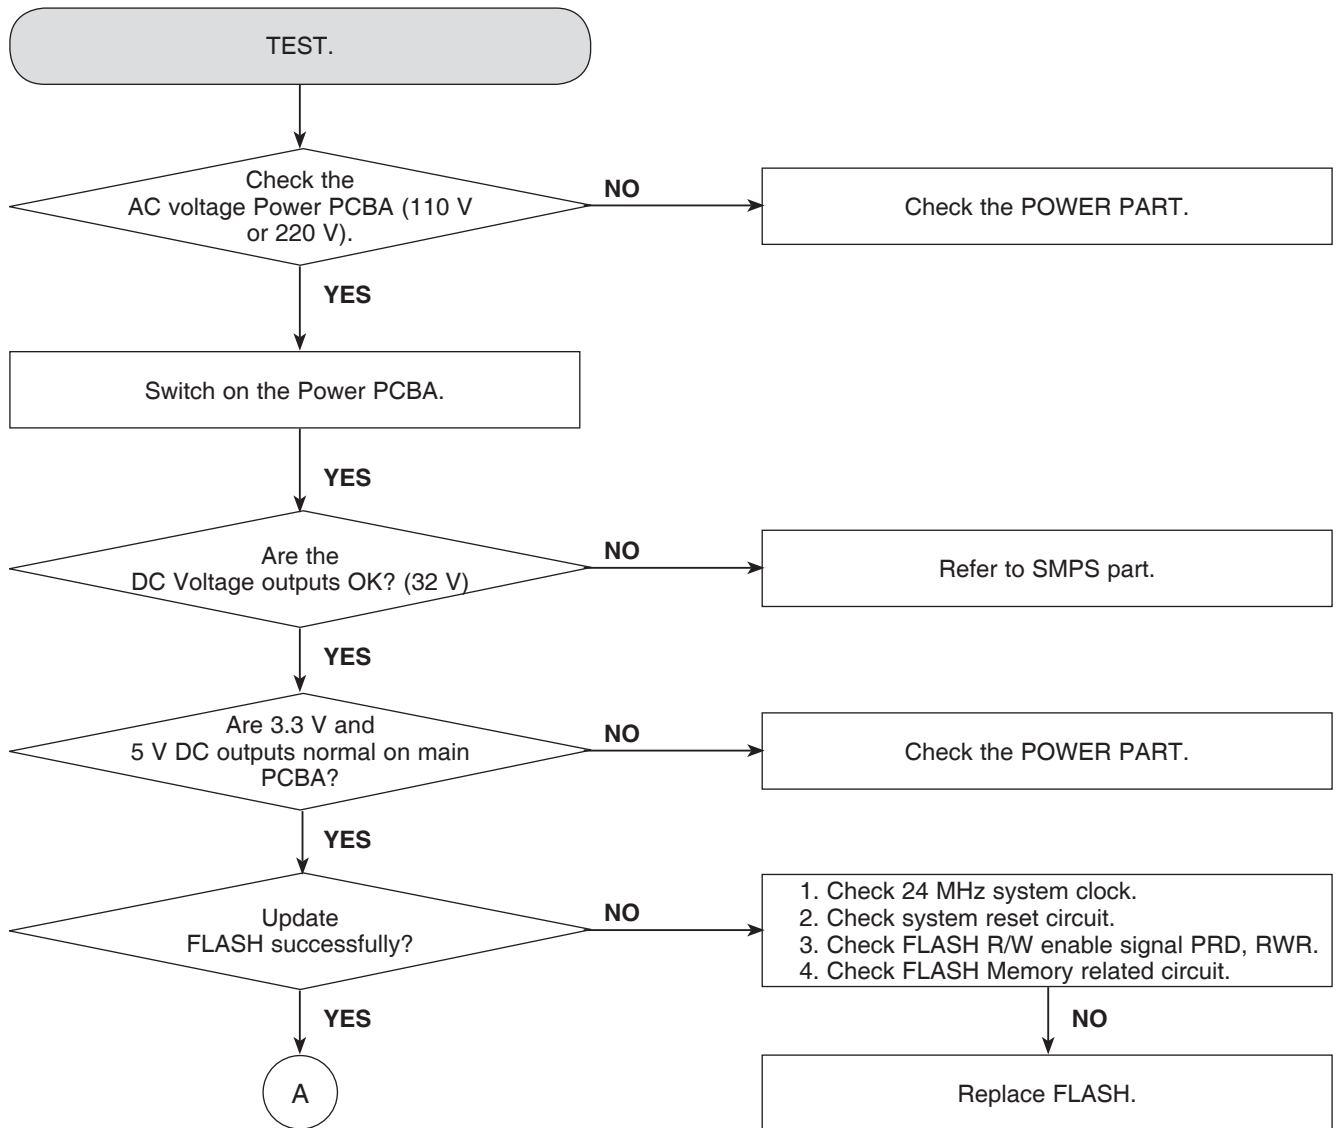 TEST.
Check the
AC voltage Power PCBA (110 V
or 220 V).
NO
Check the POWER PART.
YES
Switch on the Power PCBA.
YES
Are the
DC Voltage outputs OK? (32 V)
NO
Refer to SMPS part.
YES
Are 3.3 V and
5 V DC outputs normal on main
PCBA?
NO
Check the POWER PART.
YES
Update
FLASH successfully?
NO
1. Check 24 MHz system clock.
2. Check system reset circuit.
3. Check FLASH R/W enable signal PRD, RWR.
4. Check FLASH Memory related circuit.
YES
NO
A
Replace FLASH.